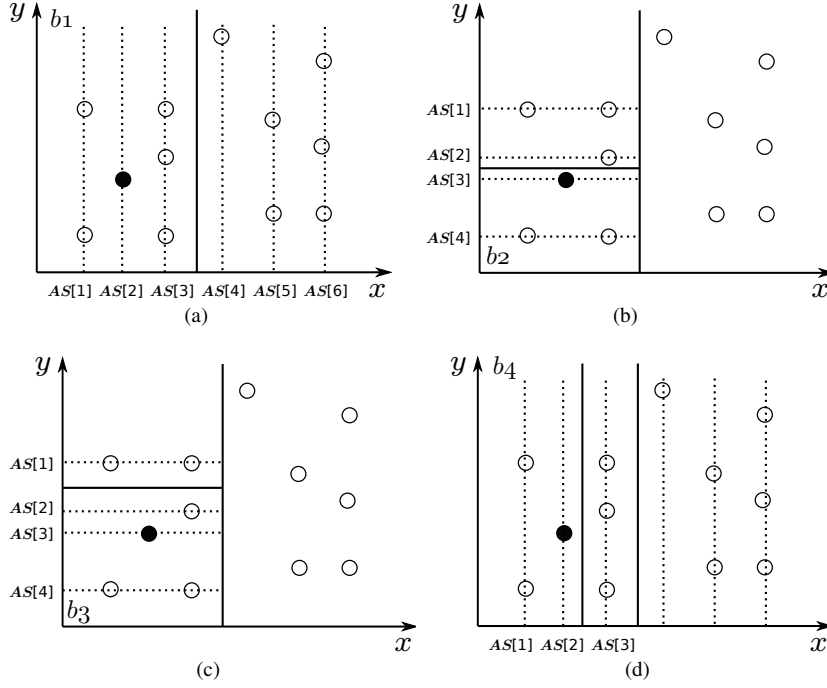 y b1
AS[1] AS[2] AS[3] AS[4] AS[5] AS[6] x
(a)
y
AS[1]
AS[2]
AS[3]
AS[4]
b2 x
(b)
y
AS[1]
AS[2]
AS[3]
AS[4]
b3
x
(c)
y b4
AS[1] AS[2] AS[3] x
(d)